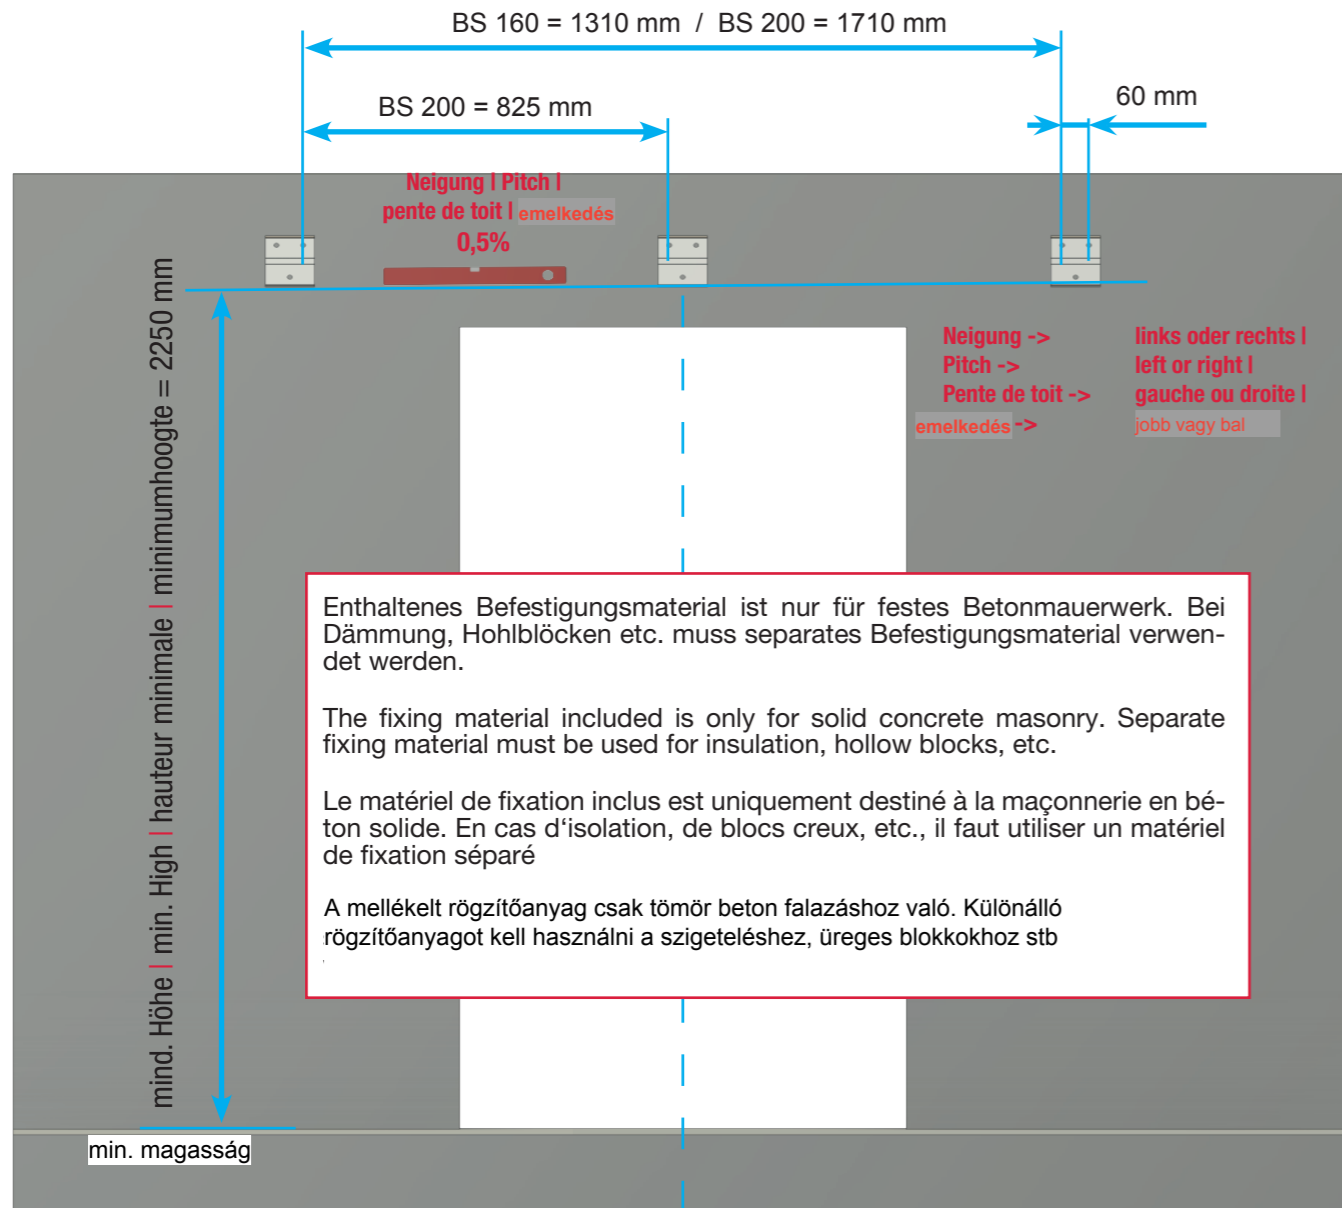 BS 160 = 1310 mm / BS 200 = 1710 mm
BS 200 = 825 mm
60 mm
Neigung | Pitch |
pente de toit | emelkedés
0,5%
Neigung -> links oder rechts |
Pitch -> left or right |
Pente de toit -> gauche ou droite |
emelkedés -> jobb vagy bal
mind. Höhe | min. High | hauteur minimale | minimumhoogte = 2250 mm
Enthaltenes Befestigungsmaterial ist nur für festes Betonmauerwerk. Bei
Dämmung, Hohlblöcken etc. muss separates Befestigungsmaterial verwen-
det werden.
The fixing material included is only for solid concrete masonry. Separate
fixing material must be used for insulation, hollow blocks, etc.
Le matériel de fixation inclus est uniquement destiné à la maçonnerie en bé-
ton solide. En cas d‘isolation, de blocs creux, etc., il faut utiliser un matériel
de fixation séparé
A mellékelt rögzítőanyag csak tömör beton falazáshoz való. Különálló
rögzítőanyagot kell használni a szigeteléshez, üreges blokkokhoz stb
min. magasság